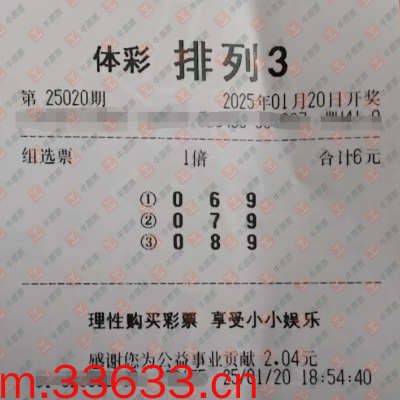 体彩 排列3
第 25020期 2025年01月20日开奖
组选票 1倍 合计6元
① 0 6 9
② 0 7 9
③ 0 8 9
理性购买彩票 享受小小娱乐
感谢您为公益事业贡献 2.04元
25/01/20 18:54:40
m.33633.cn